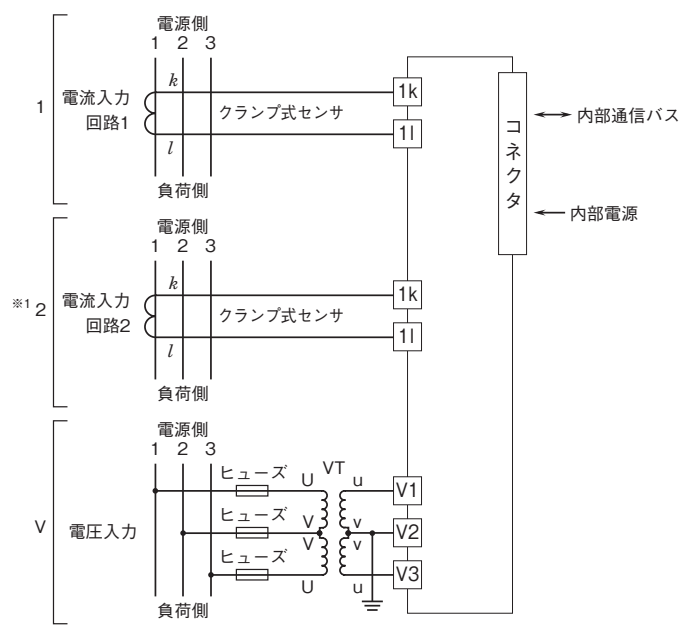 電源側
1 2 3
1
電流入力
回路1
k
l
クランプ式センサ
1k
1l
負荷側
コネクタ
内部通信バス
内部電源
電源側
1 2 3
※1 2
電流入力
回路2
k
l
クランプ式センサ
1k
1l
負荷側
電源側
1 2 3
V
電圧入力
ヒューズ
U
VT
u
V1
ヒューズ
V
v
V2
V
v
ヒューズ
U
u
V3
負荷側